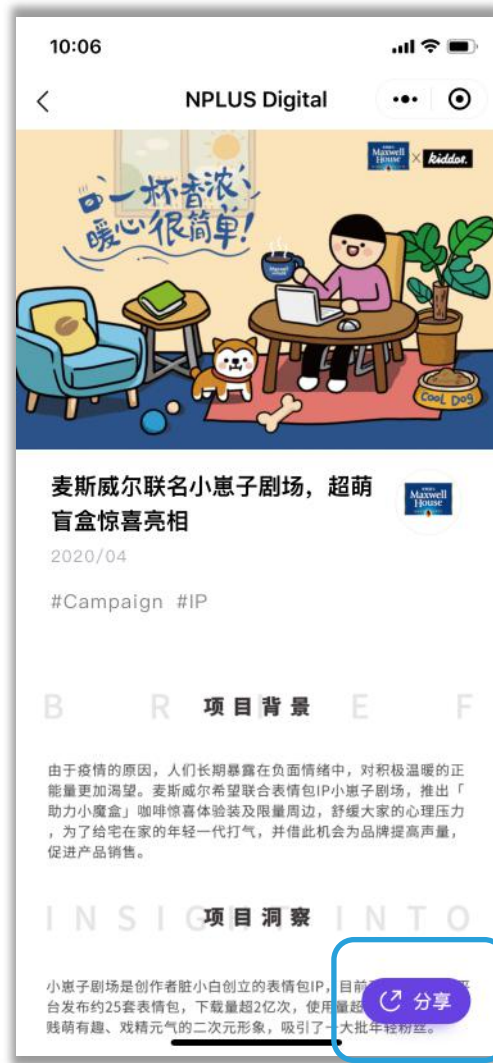 10:06
NPLUS Digital
Maxwell House × kiddot.
一杯香浓、
暖心很简单!
COOL DOG
麦斯威尔联名小崽子剧场，超萌
盲盒惊喜亮相
Maxwell
House
2020/04
#Campaign #IP
BRIEF
项目背景
由于疫情的原因，人们长期暴露在负面情绪中，对积极温暖的正
能量更加渴望。麦斯威尔希望联合表情包IP小崽子剧场，推出「
助力小魔盒」咖啡惊喜体验装及限量周边，舒缓大家的心理压力
，为了给宅在家的年轻一代打气，并借此机会为品牌提高声量，
促进产品销售。
INSIGHT INTO
项目洞察
小崽子剧场是创作者脏小白创立的表情包IP，目前
台发布约25套表情包，下载量超2亿次，使用量超
贱萌有趣、戏精元气的二次元形象，吸引了一大批年轻粉丝。
分享